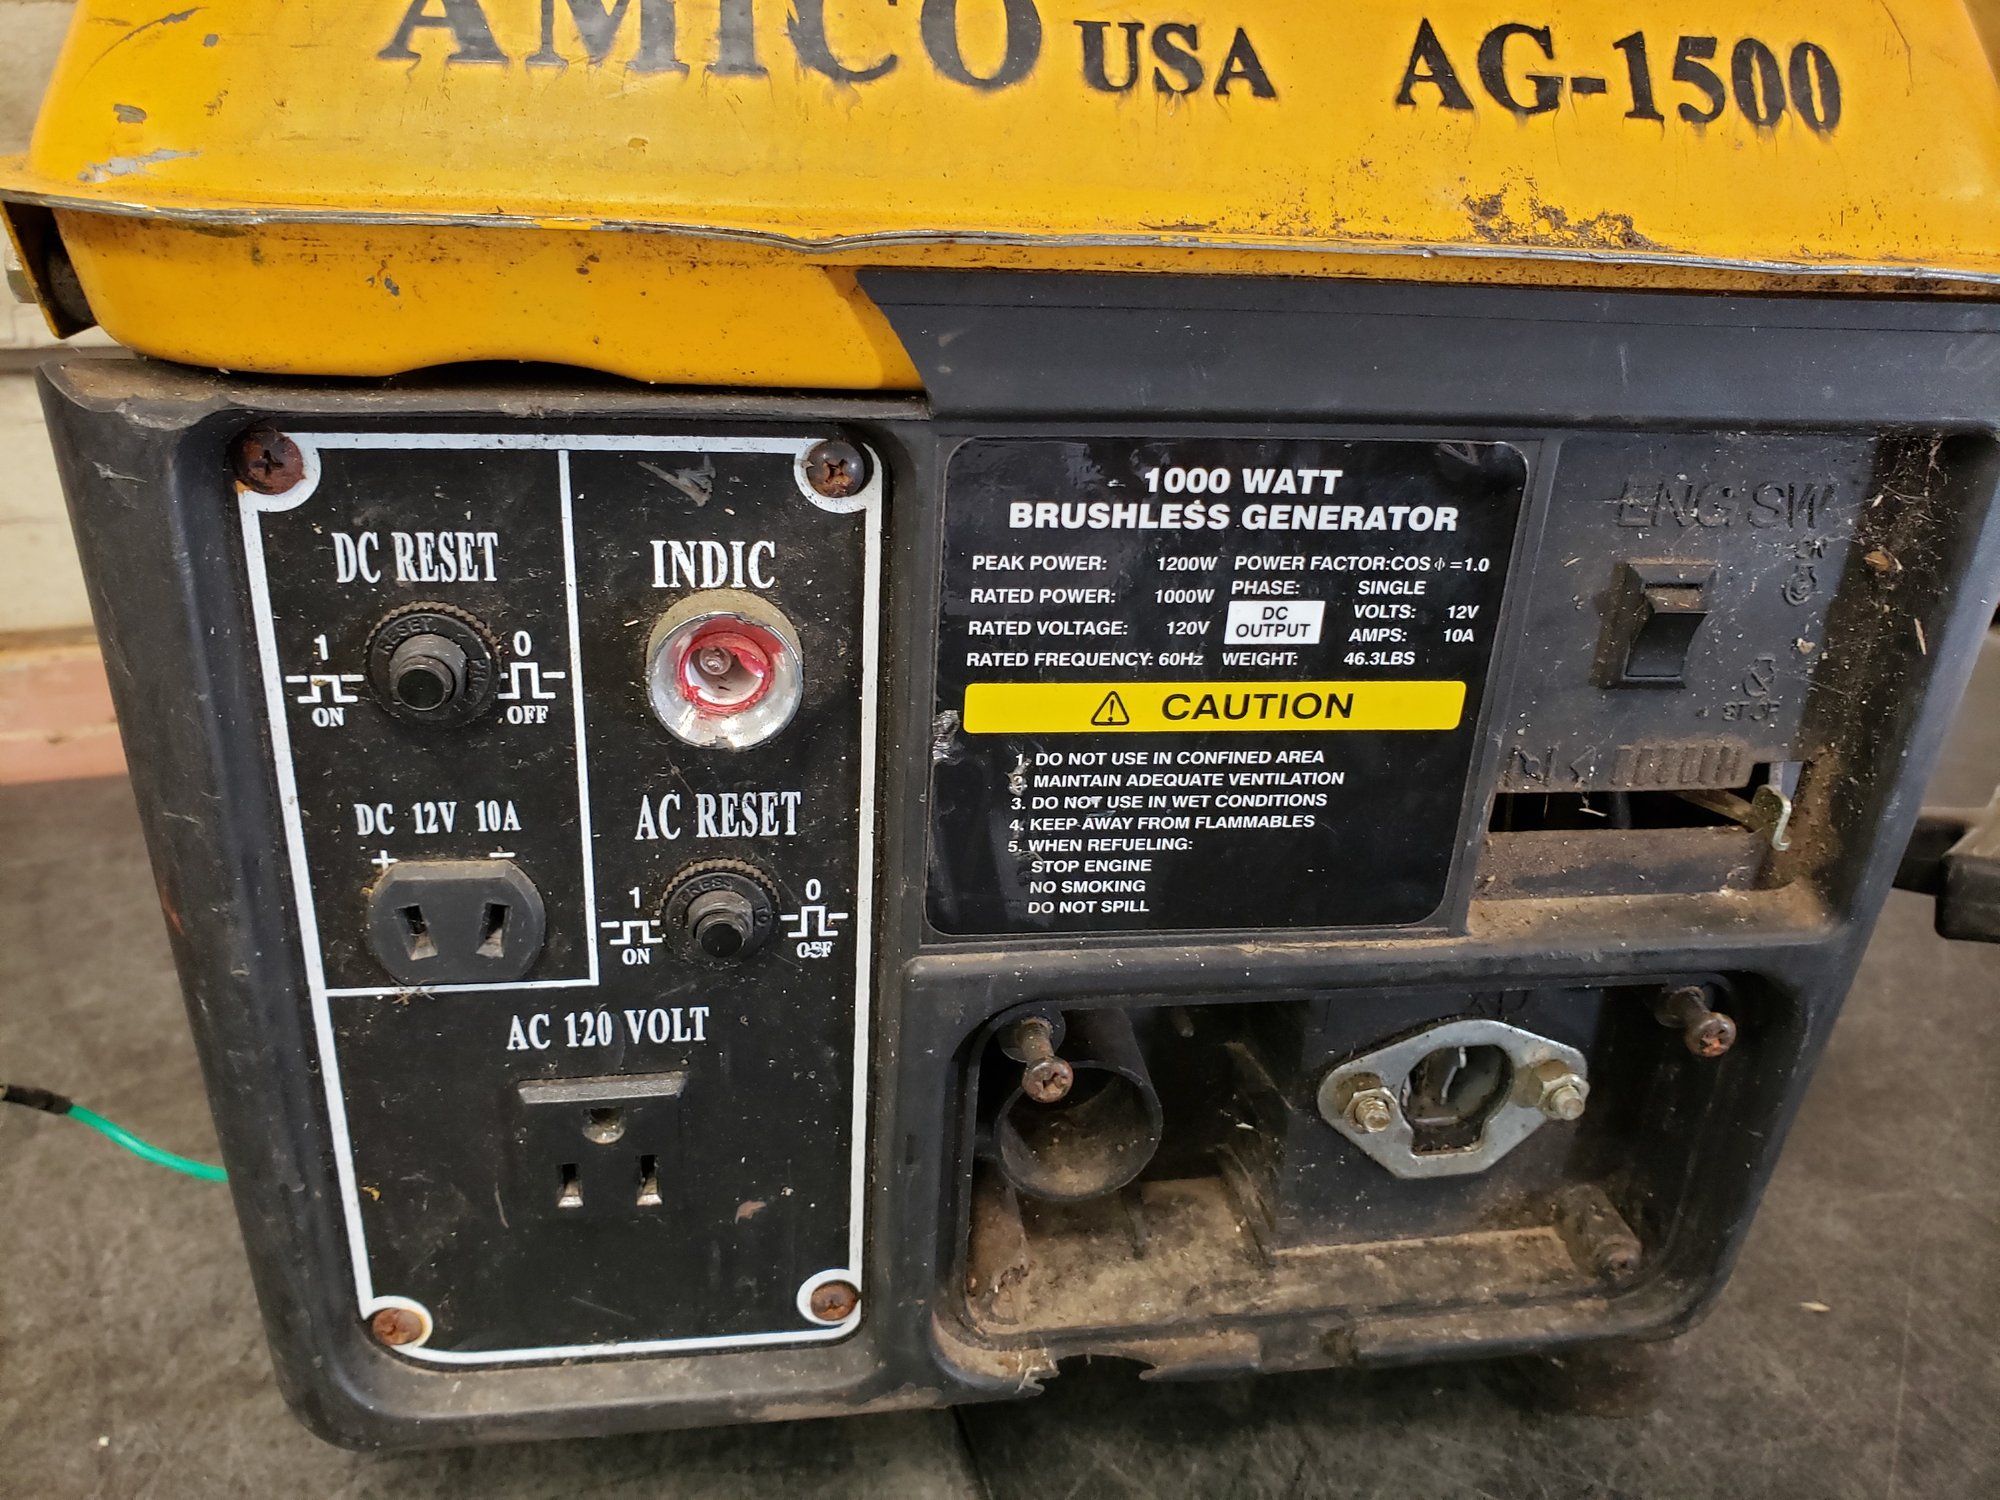 AMICO USA AG-1500
DC RESET
INDIC
RESET
1
0
ON
OFF
DC 12V 10A
+ −
AC RESET
PRESS TO
1
0
ON
OFF
AC 120 VOLT
1000 WATT
BRUSHLESS GENERATOR
PEAK POWER: 1200W POWER FACTOR:COS ϕ=1.0
RATED POWER: 1000W PHASE: SINGLE
RATED VOLTAGE: 120V DC OUTPUT VOLTS: 12V
AMPS: 10A
RATED FREQUENCY: 60Hz WEIGHT: 46.3LBS
⚠ CAUTION
1. DO NOT USE IN CONFINED AREA
2. MAINTAIN ADEQUATE VENTILATION
3. DO NOT USE IN WET CONDITIONS
4. KEEP AWAY FROM FLAMMABLES
5. WHEN REFUELING:
STOP ENGINE
NO SMOKING
DO NOT SPILL
ENG SW
STOP